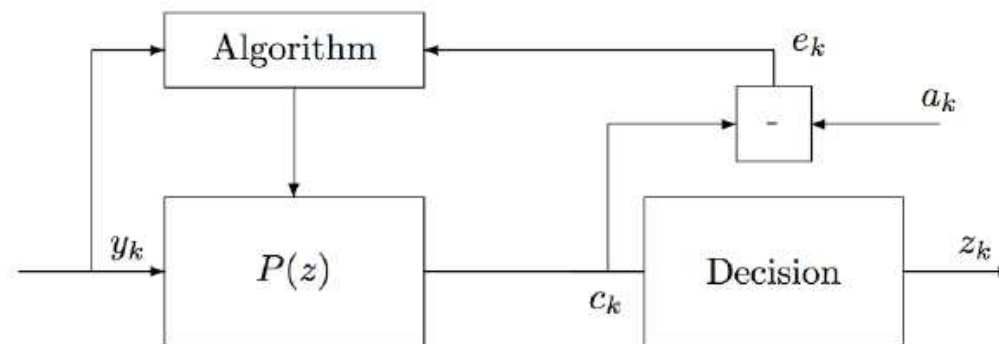 Algorithm
e_k
a_k
-
y_k
P(z)
c_k
Decision
z_k